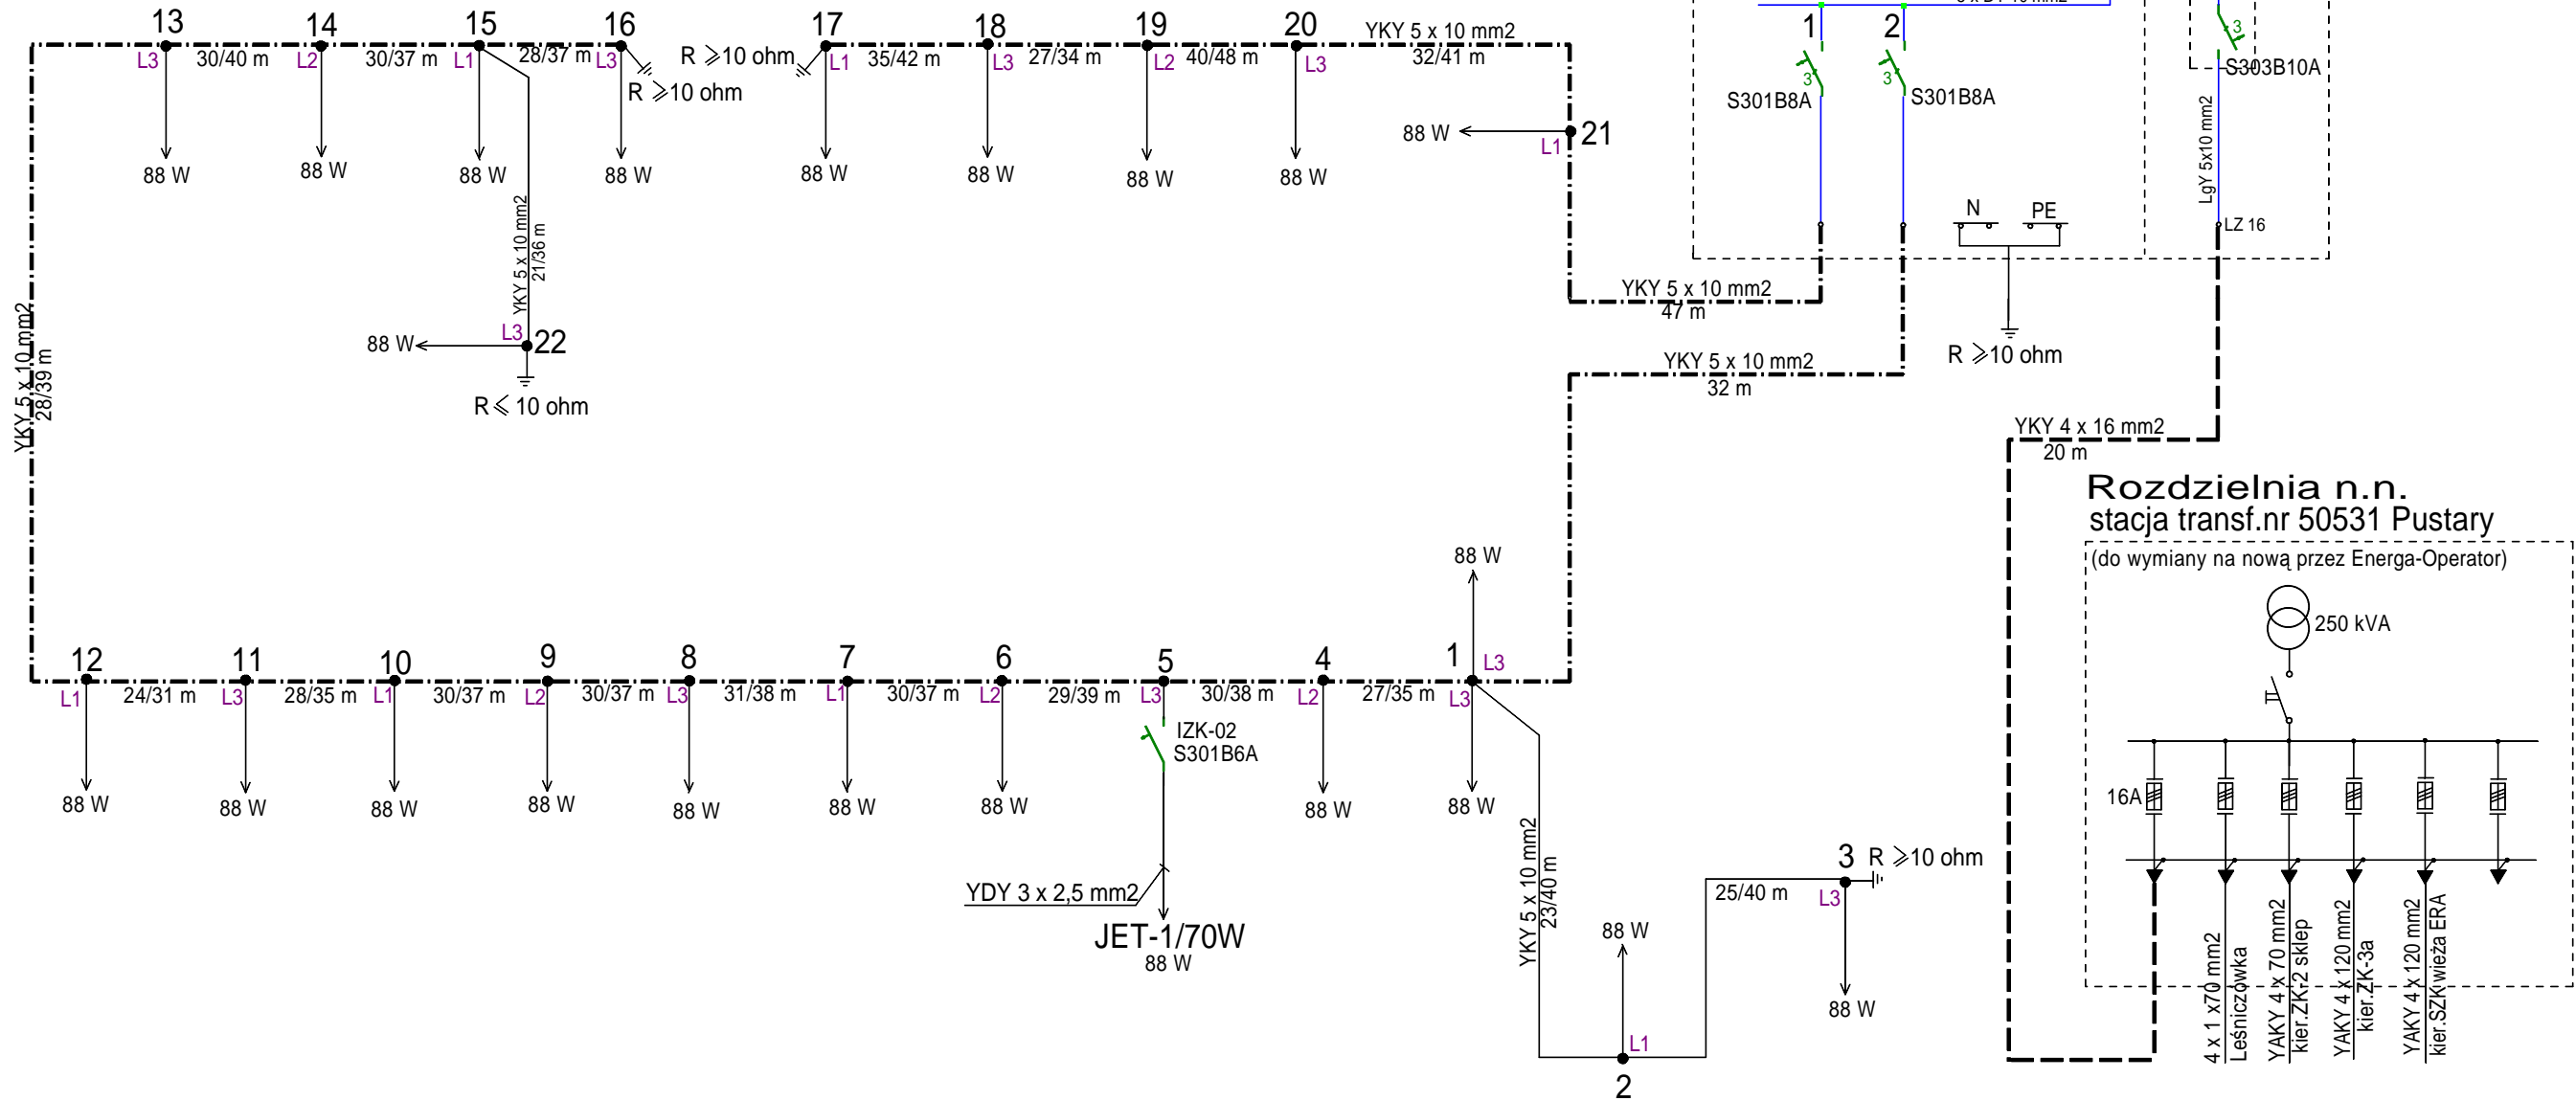 13
14
15
16
17
18
19
20
YKY 5 x 10 mm2
L3
30/40 m
L2
30/37 m
L1
28/37 m
L3
R ⩾10 ohm
R ⩾10 ohm
L1
35/42 m
L3
27/34 m
L2
40/48 m
L3
32/41 m
88 W
88 W
88 W
88 W
88 W
88 W
88 W
88 W
88 W
L1
21
YKY 5 x 10 mm2
21/36 m
L3
22
88 W
R⩽ 10 ohm
YKY 5 x 10 mm2
28/39 m
1
2
3
3
S301B8A
S301B8A
3
S303B10A
LgY 5x10 mm2
N
PE
LZ 16
YKY 5 x 10 mm2
47 m
R ⩾10 ohm
YKY 5 x 10 mm2
32 m
YKY 4 x 16 mm2
20 m
Rozdzielnia n.n.
stacja transf.nr 50531 Pustary
(do wymiany na nową przez Energa-Operator)
250 kVA
16A
4 x 1 x70 mm2
Leśniczówka
YAKY 4 x 70 mm2
kier.ZK-2 sklep
YAKY 4 x 120 mm2
kier.ZK-3a
YAKY 4 x 120 mm2
kier.SZK wieża ERA
88 W
12
11
10
9
8
7
6
5
4
1
L3
L1
24/31 m
L3
28/35 m
L1
30/37 m
L2
30/37 m
L3
31/38 m
L1
30/37 m
L2
29/39 m
L3
30/38 m
L2
27/35 m
L3
IZK-02
S301B6A
88 W
88 W
88 W
88 W
88 W
88 W
88 W
88 W
88 W
YDY 3 x 2,5 mm2
JET-1/70W
88 W
YKY 5 x 10 mm2
23/40 m
88 W
L1
2
25/40 m
3
R ⩾10 ohm
L3
88 W